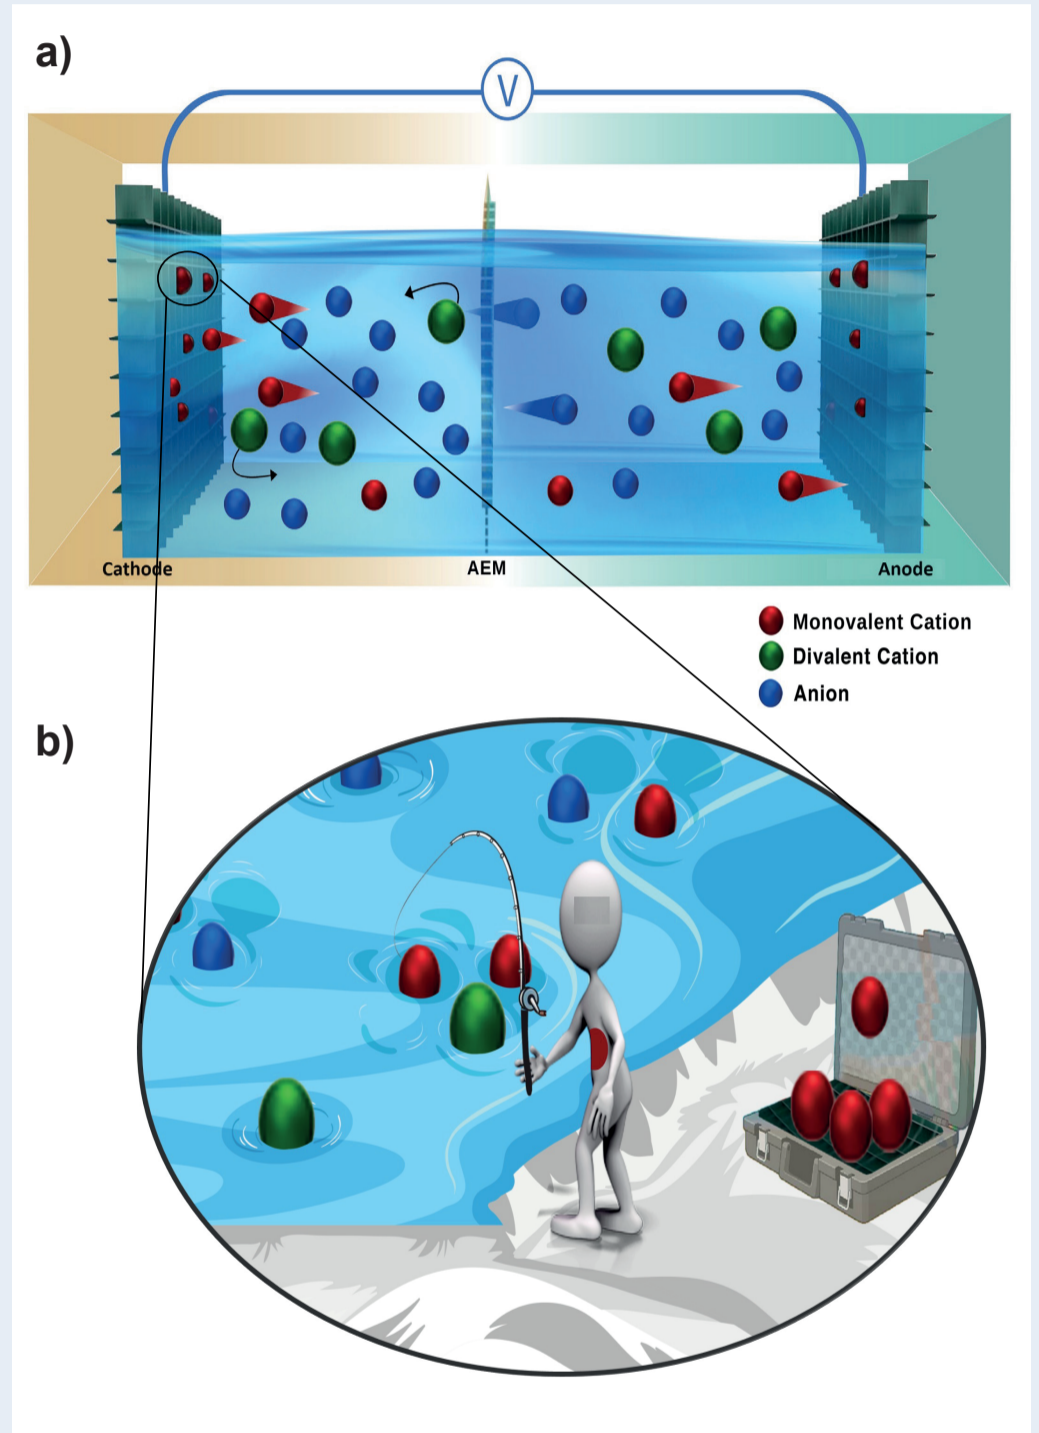 a)
V
Cathode
AEM
Anode
Monovalent Cation
Divalent Cation
Anion
b)